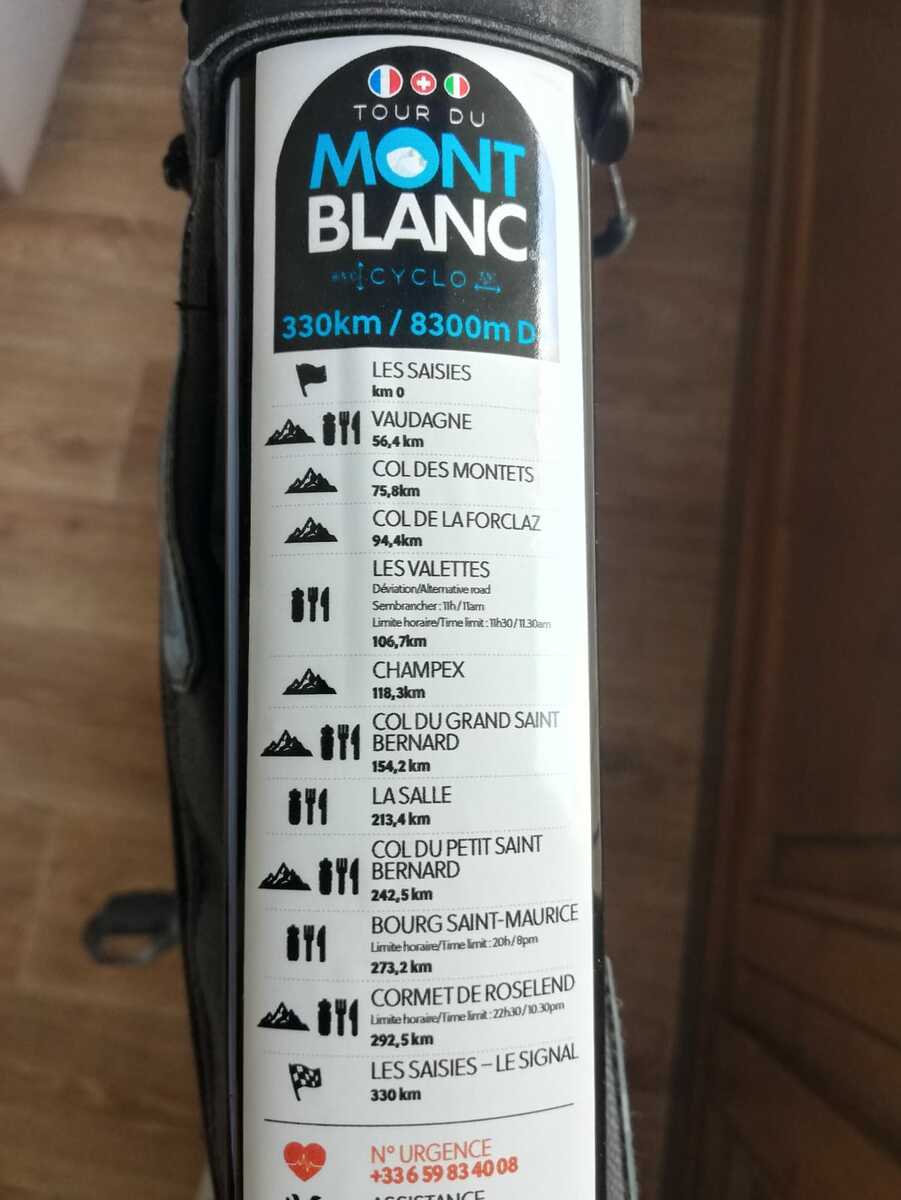 TOUR DU
MONT
BLANC
CYCLO
330km / 8300m D
LES SAISIES
km 0
VAUDAGNE
56,4 km
COL DES MONTETS
75,8km
COL DE LA FORCLAZ
94,4km
LES VALETTES
Déviation/Alternative road
Sembrancher : 11h / 11am
Limite horaire/Time limit : 11h30 / 11.30am
106,7km
CHAMPEX
118,3km
COL DU GRAND SAINT
BERNARD
154,2 km
LA SALLE
213,4 km
COL DU PETIT SAINT
BERNARD
242,5 km
BOURG SAINT-MAURICE
Limite horaire/Time limit : 20h / 8pm
273,2 km
CORMET DE ROSELEND
Limite horaire/Time limit : 22h30 / 10.30pm
292,5 km
LES SAISIES – LE SIGNAL
330 km
N° URGENCE
+33 6 59 83 40 08
ASSISTANCE